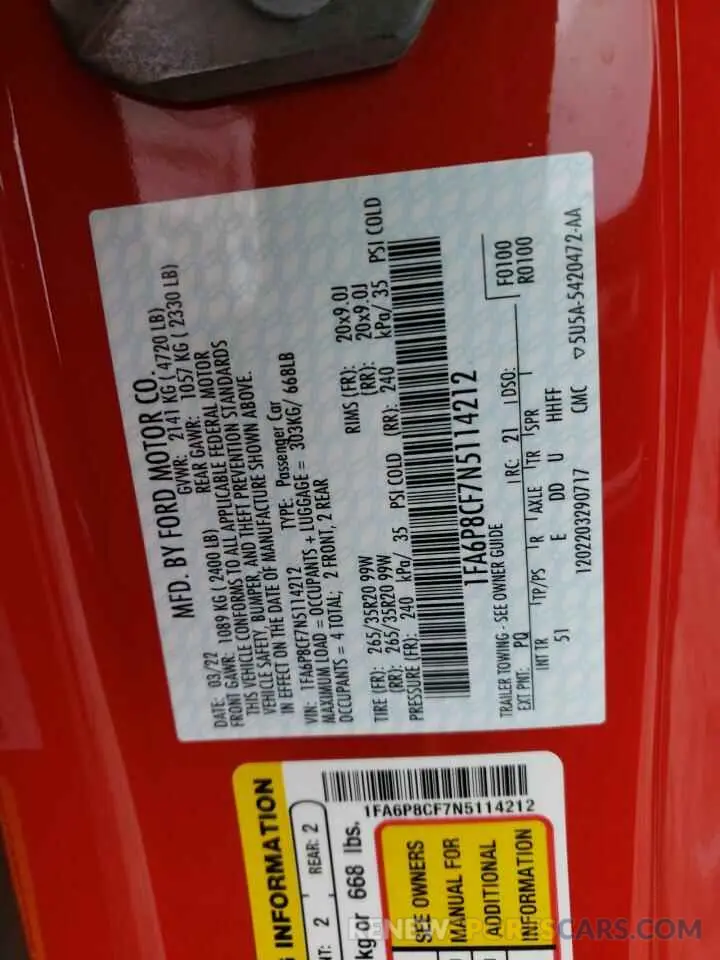 MFD. BY FORD MOTOR CO.
DATE: 03/22 GVWR: 2141 KG ( 4720 LB)
FRONT GAWR: 1089 KG ( 2400 LB) REAR GAWR: 1057 KG ( 2330 LB)
THIS VEHICLE CONFORMS TO ALL APPLICABLE FEDERAL MOTOR
VEHICLE SAFETY, BUMPER, AND THEFT PREVENTION STANDARDS
IN EFFECT ON THE DATE OF MANUFACTURE SHOWN ABOVE.
VIN: 1FA6P8CF7N5114212 TYPE: Passenger Car
MAXIMUM LOAD = OCCUPANTS + LUGGAGE = 303KG/ 668LB
OCCUPANTS = 4 TOTAL; 2 FRONT, 2 REAR
TIRE (FR): 265/35R20 99W RIMS (FR): 20x9.0J
(RR): 265/35R20 99W (RR): 20x9.0J
PRESSURE (FR): 240 kPa/ 35 PSI COLD (RR): 240 kPa/ 35 PSI COLD
1FA6P8CF7N5114212
TRAILER TOWING - SEE OWNER GUIDE F0100
EXT PNT: PQ RC: 21 DSO: R0100
INT TR TP/PS R AXLE TR SPR
51 E DD U HHFF
1202203290717 CMC 5U5A-5420472-AA
INFORMATION
2 REAR: 2
kg or 668 lbs.
1FA6P8CF7N5114212
SEE OWNERS
MANUAL FOR
ADDITIONAL
INFORMATION
RENEWSPORTSCARS.COM